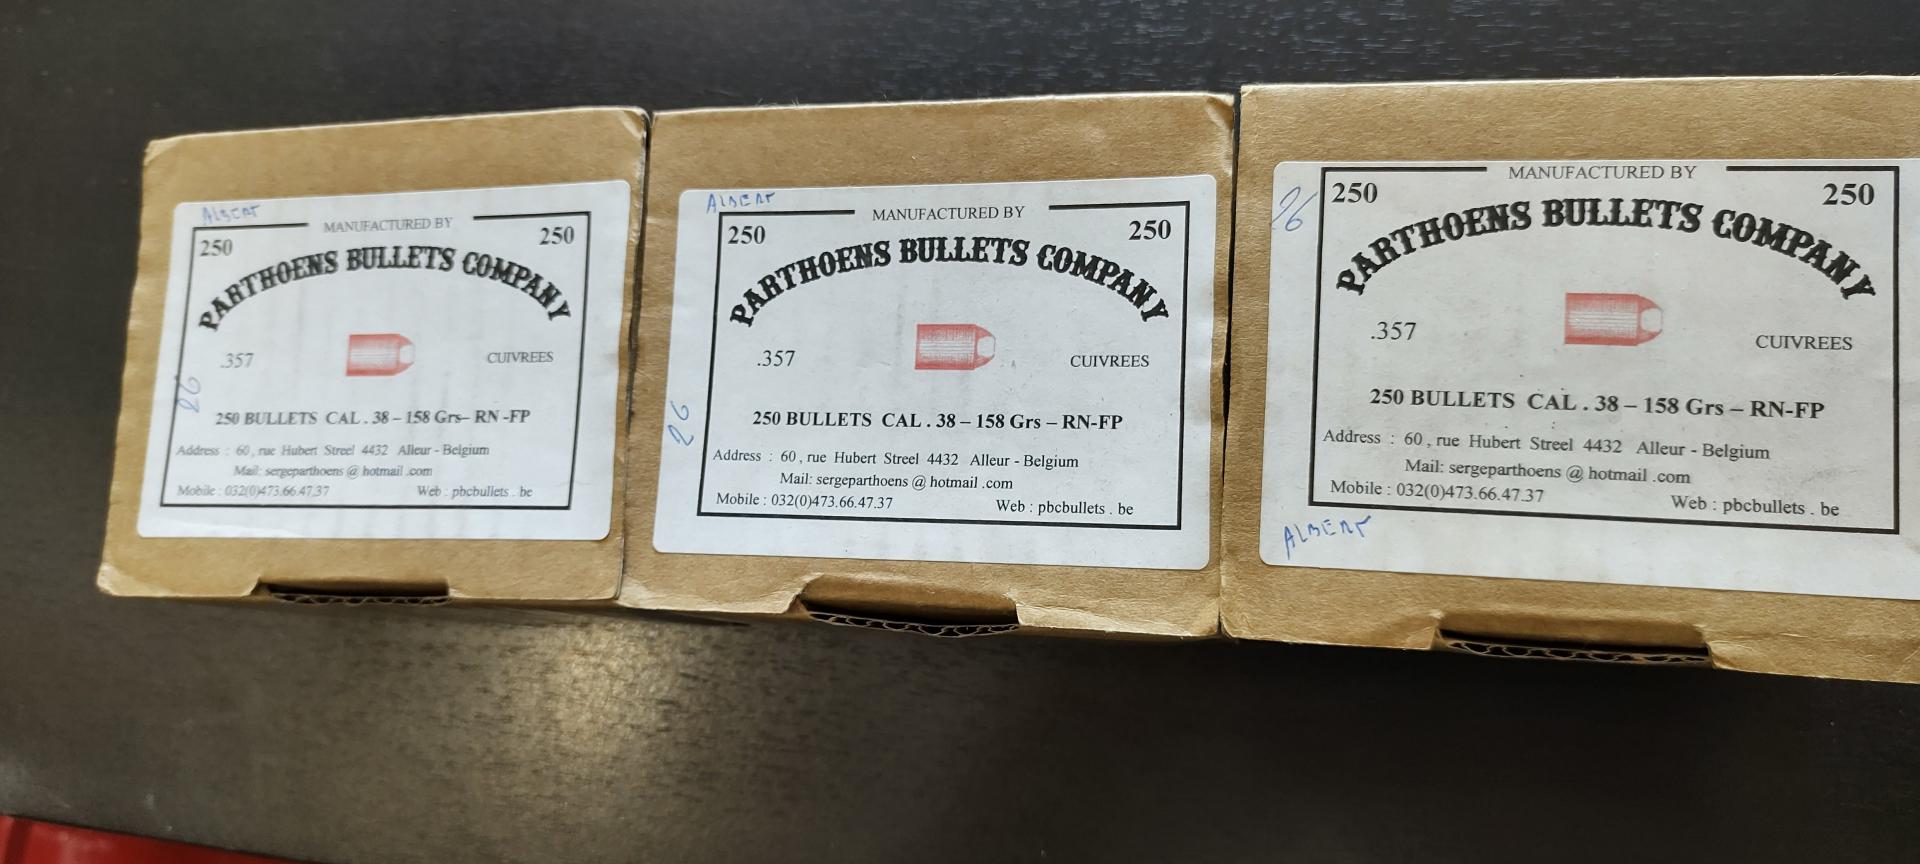 ALBERT
MANUFACTURED BY
250 250
PARTHOENS BULLETS COMPANY
.357 CUIVREES
26
250 BULLETS CAL . 38 – 158 Grs– RN -FP
Address : 60 , rue Hubert Streel 4432 Alleur - Belgium
Mail: sergeparthoens @ hotmail .com
Mobile : 032(0)473.66.47.37 Web : pbcbullets . be
ALBERT
MANUFACTURED BY
250 250
PARTHOENS BULLETS COMPANY
.357 CUIVREES
26
250 BULLETS CAL . 38 – 158 Grs – RN-FP
Address : 60 , rue Hubert Streel 4432 Alleur - Belgium
Mail: sergeparthoens @ hotmail .com
Mobile : 032(0)473.66.47.37 Web : pbcbullets . be
MANUFACTURED BY
26
250 250
PARTHOENS BULLETS COMPANY
.357 CUIVREES
250 BULLETS CAL . 38 – 158 Grs – RN-FP
Address : 60 , rue Hubert Streel 4432 Alleur - Belgium
Mail: sergeparthoens @ hotmail .com
Mobile : 032(0)473.66.47.37 Web : pbcbullets . be
ALBERT